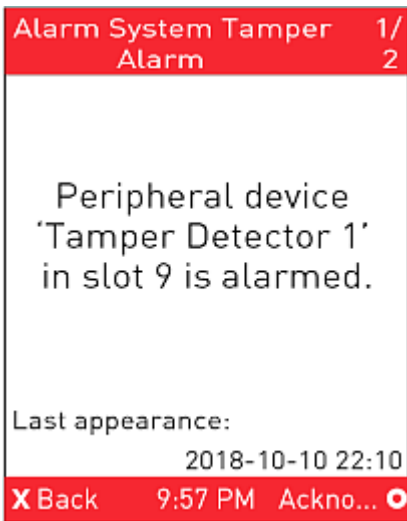 Alarm System Tamper 1/
Alarm 2
Peripheral device
‘Tamper Detector 1’
in slot 9 is alarmed.
Last appearance:
2018-10-10 22:10
X Back 9:57 PM Ackno...